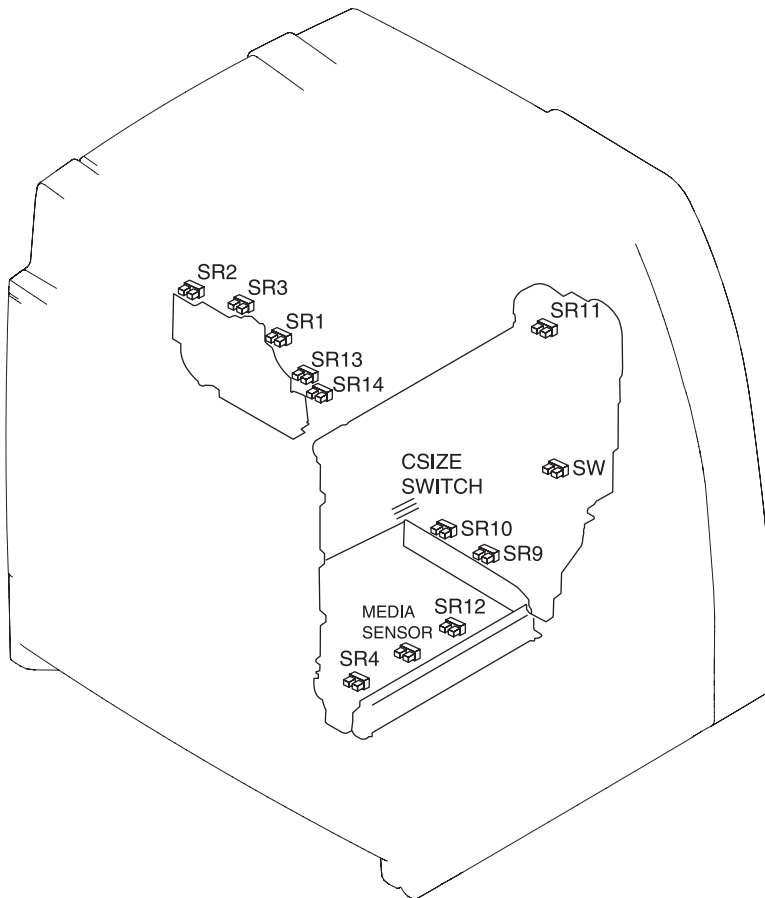 SR2
SR3
SR1
SR13
SR14
SR11
CSIZE
SWITCH
SW
SR10
SR9
SR12
MEDIA
SENSOR
SR4